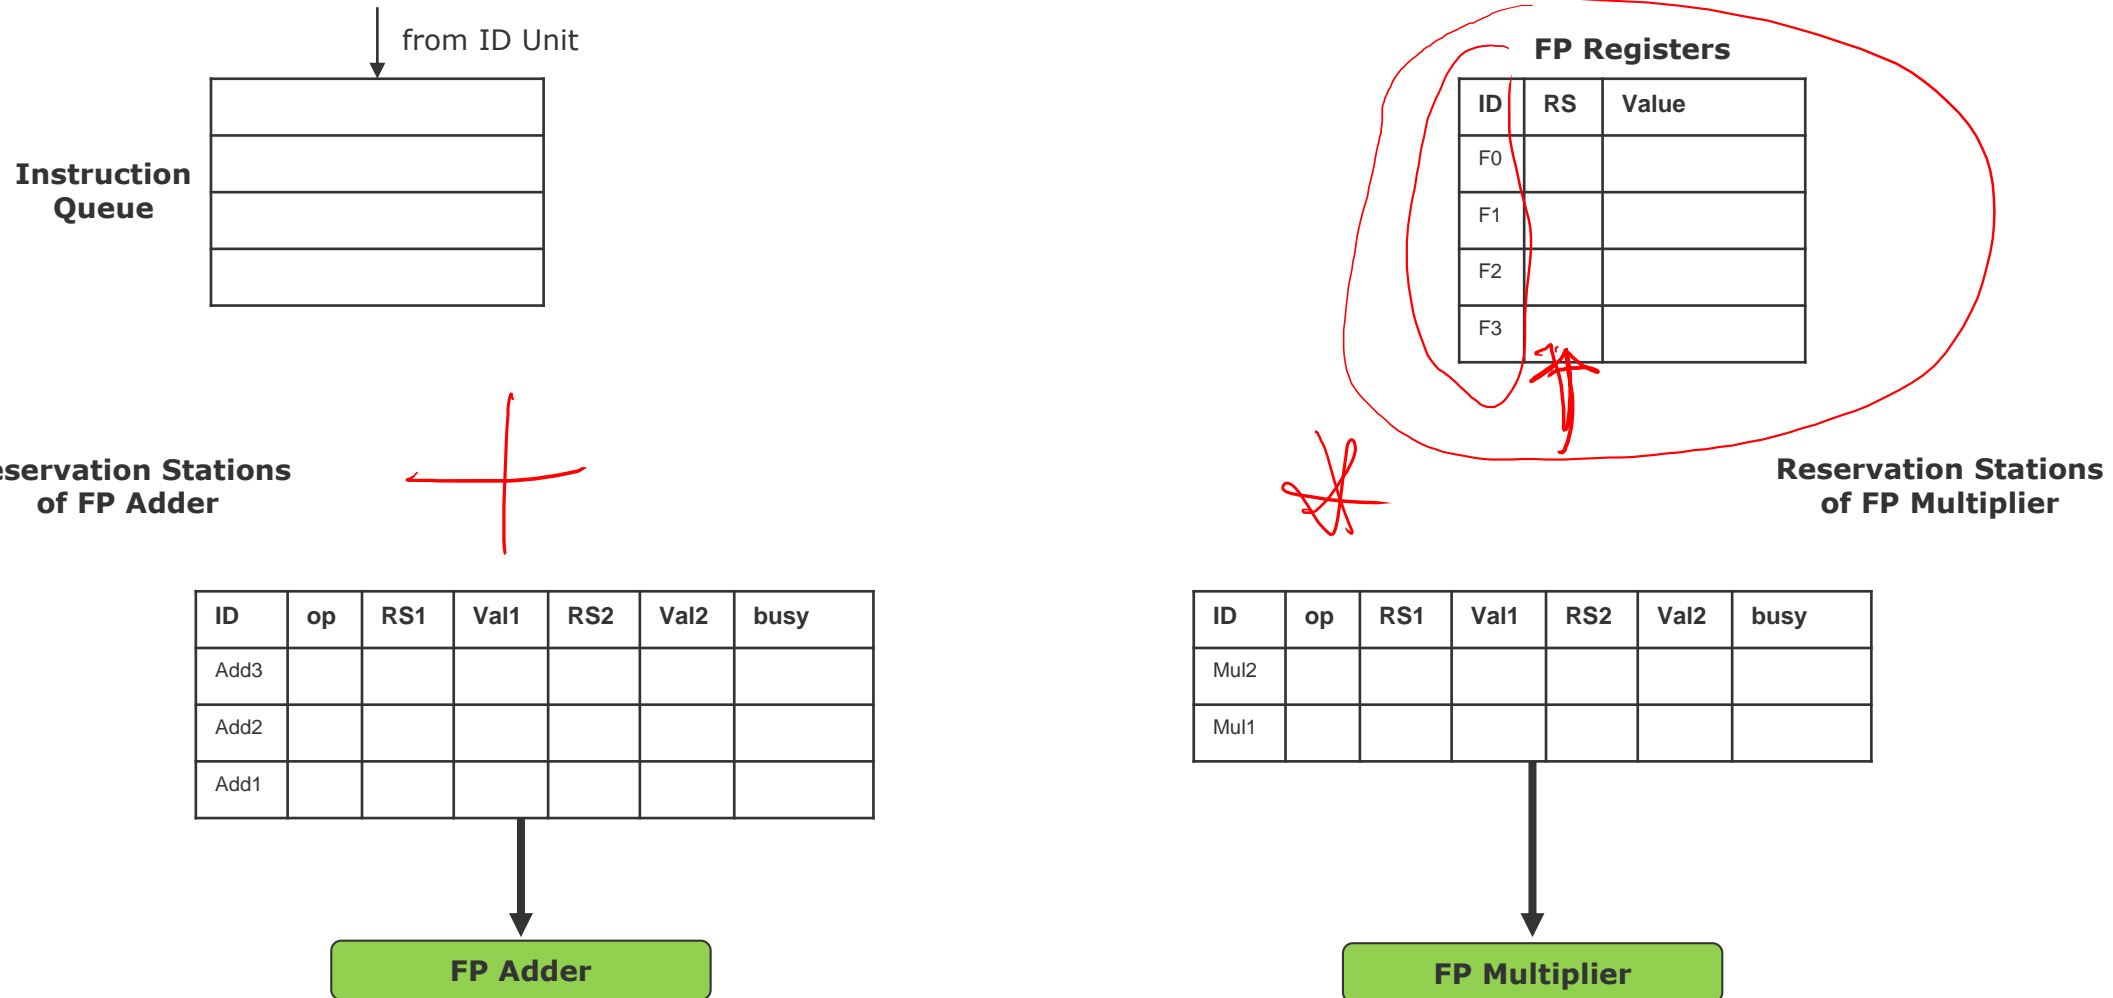 from ID Unit
Instruction
Queue
FP Registers
ID RS Value
F0
F1
F2
F3
eservation Stations
of FP Adder
+
*
Reservation Stations
of FP Multiplier
ID op RS1 Val1 RS2 Val2 busy
Add3
Add2
Add1
ID op RS1 Val1 RS2 Val2 busy
Mul2
Mul1
FP Adder
FP Multiplier